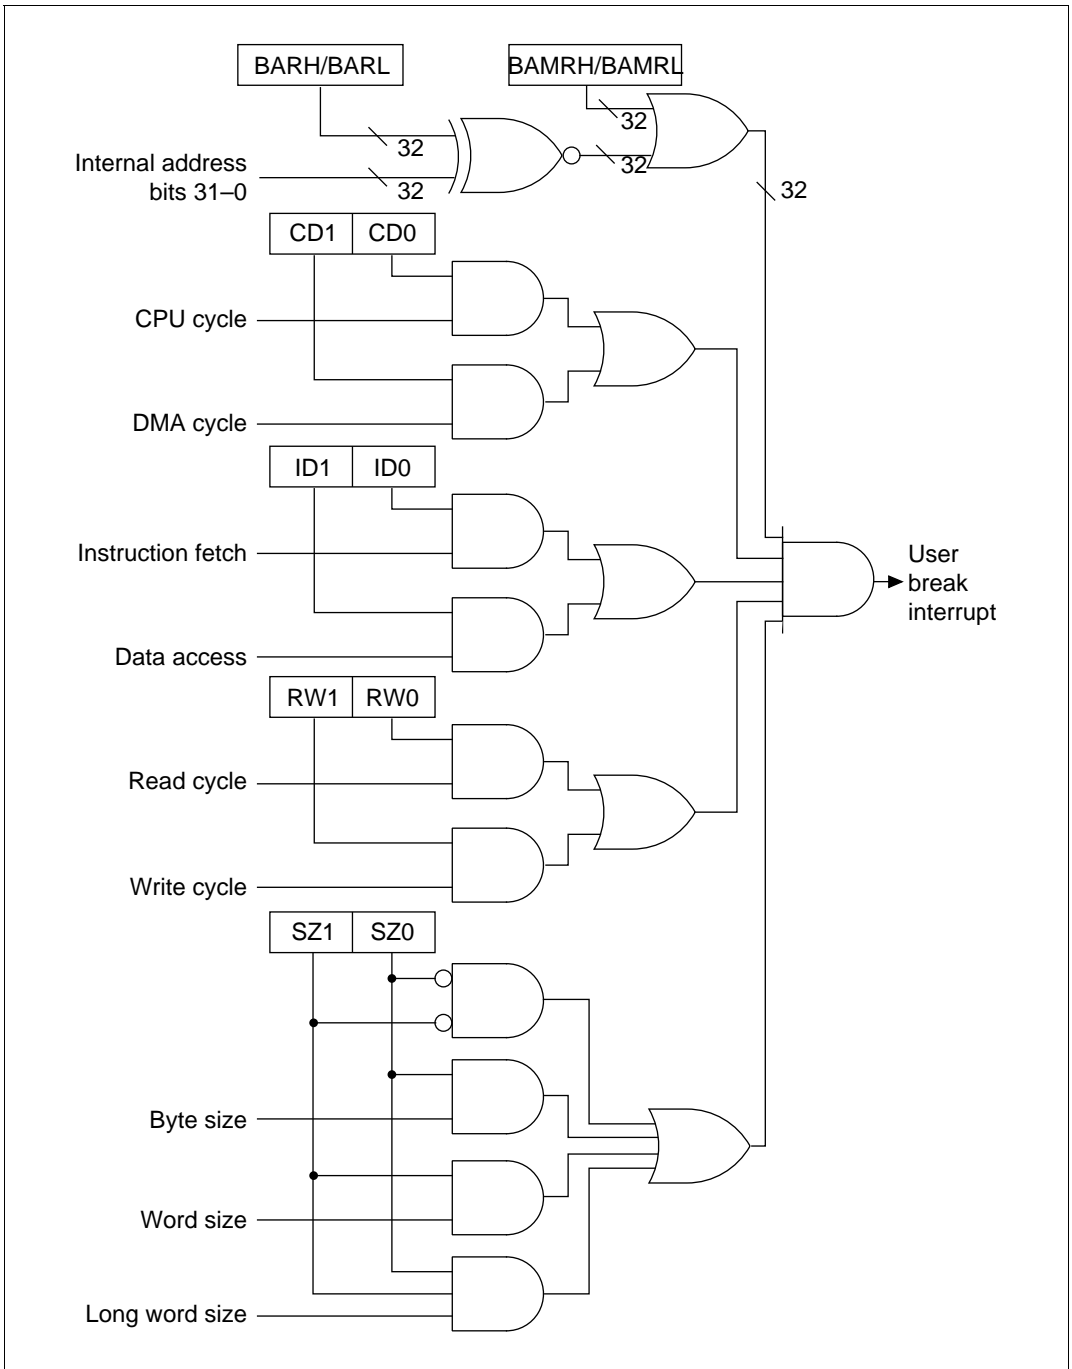 BARH/BARL
BAMRH/BAMRL
32
32
32
32
32
Internal address
bits 31–0
CD1 CD0
CPU cycle
DMA cycle
ID1 ID0
Instruction fetch
Data access
User
break
interrupt
RW1 RW0
Read cycle
Write cycle
SZ1 SZ0
Byte size
Word size
Long word size